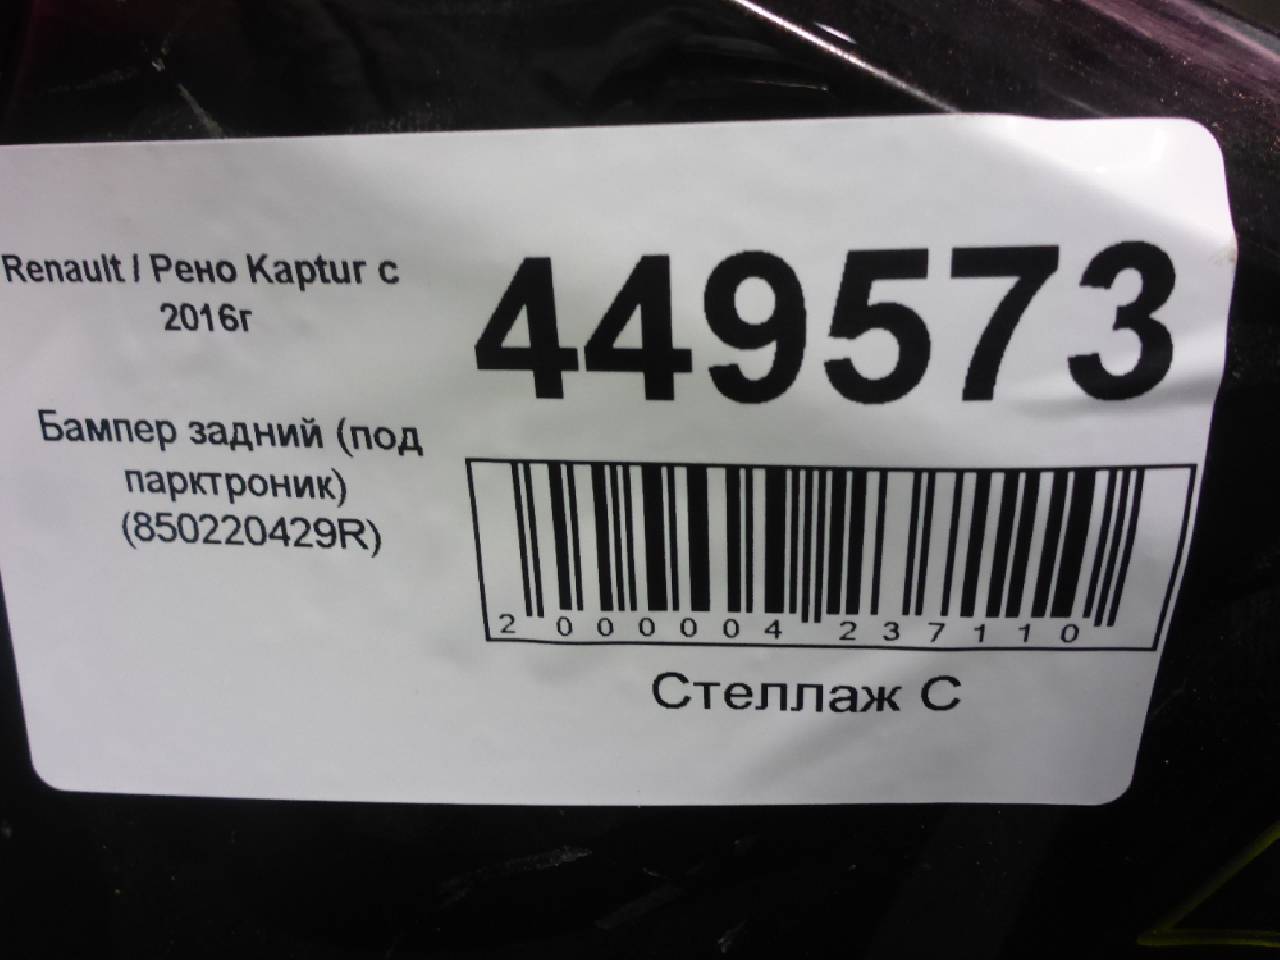 Renault / Рено Kaptur с
2016г
Бампер задний (под
парктроник)
(850220429R)
449573
2 000004 237110
Стеллаж С